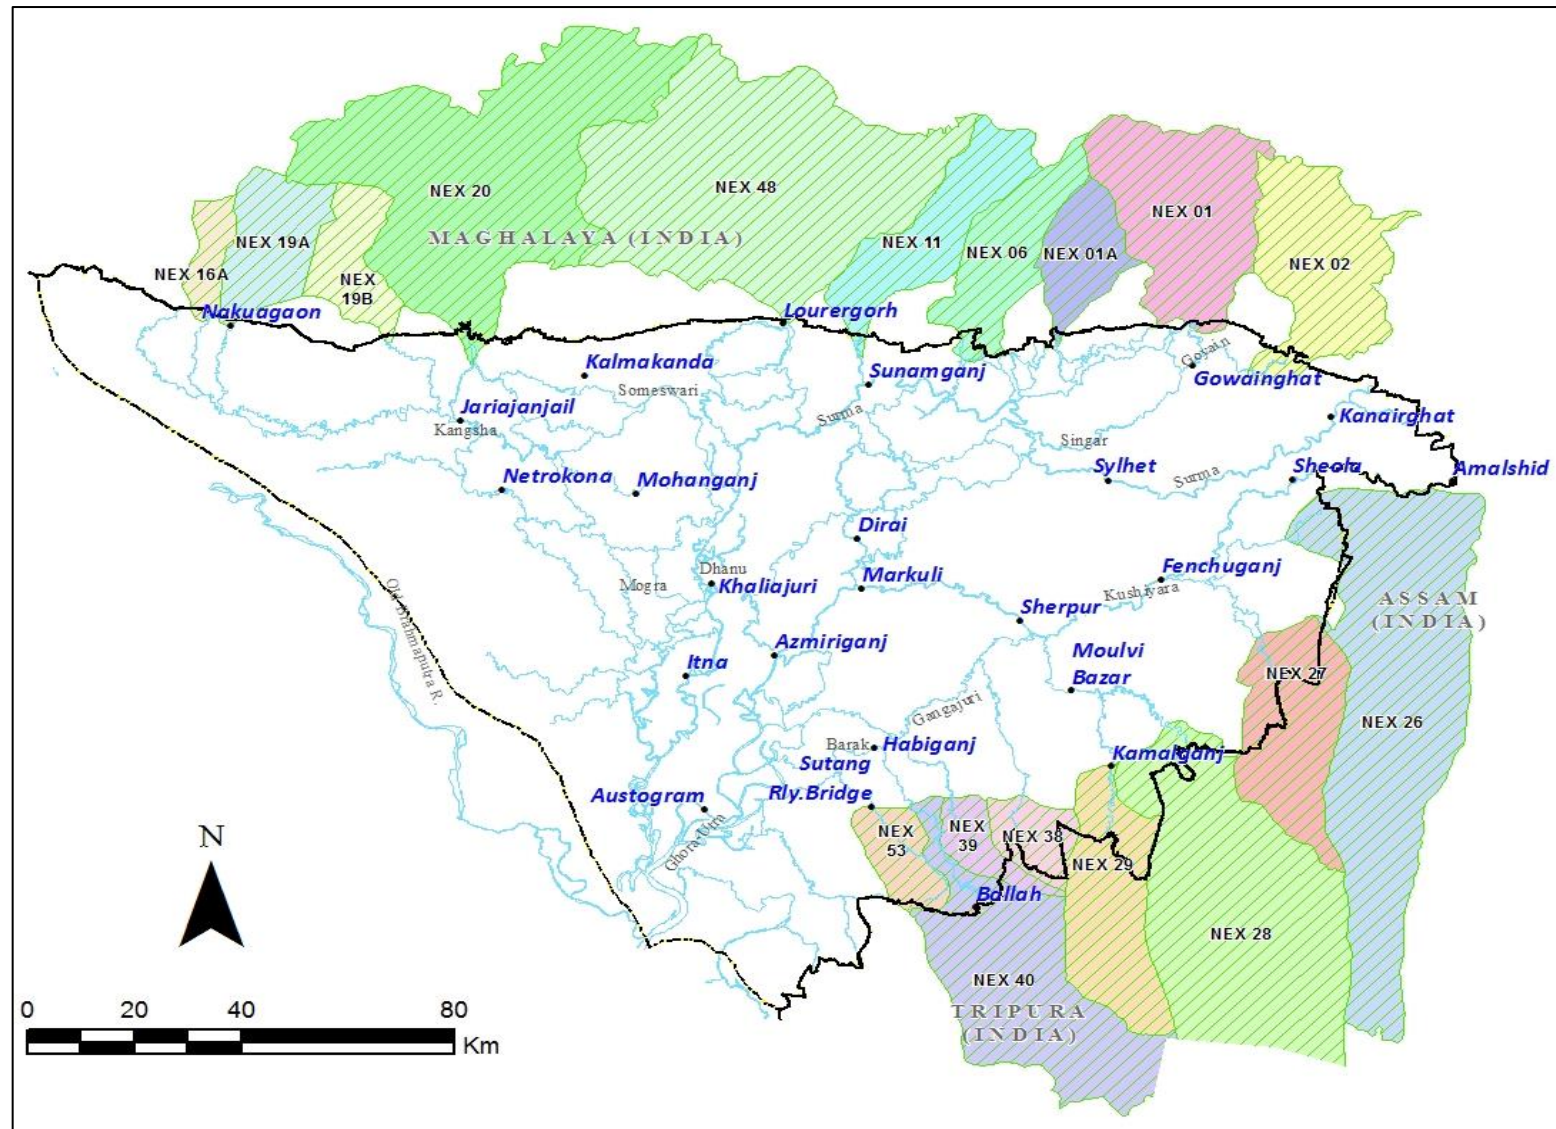 NEX 20
NEX 48
NEX 01
NEX 19A
MAGHALAYA (INDIA)
NEX 11
NEX 06
NEX 01A
NEX 02
NEX 16A
NEX
19B
Nakuagaon
Lourergorh
Kalmakanda
Someswari
Sunamganj
Gowain
Gowainghat
Jariajanjail
Kangsha
Surma
Kanairghat
Singar
Netrokona
Mohanganj
Sylhet
Surma
Sheola
Amalshid
Dirai
Dhanu
Mogra
Khaliajuri
Markuli
Fenchuganj
Kushiyara
Old Brahmaputra R.
Sherpur
ASSAM
(INDIA)
Azmiriganj
Itna
Moulvi
Bazar
NEX 27
Gangajuri
NEX 26
Barak
Habiganj
Sutang
Rly.Bridge
Kamalganj
Austogram
Ghora-Utra
NEX
53
NEX
39
NEX 38
NEX 29
Ballah
NEX 28
NEX 40
TRIPURA
(INDIA)
N
0 20 40 80
Km